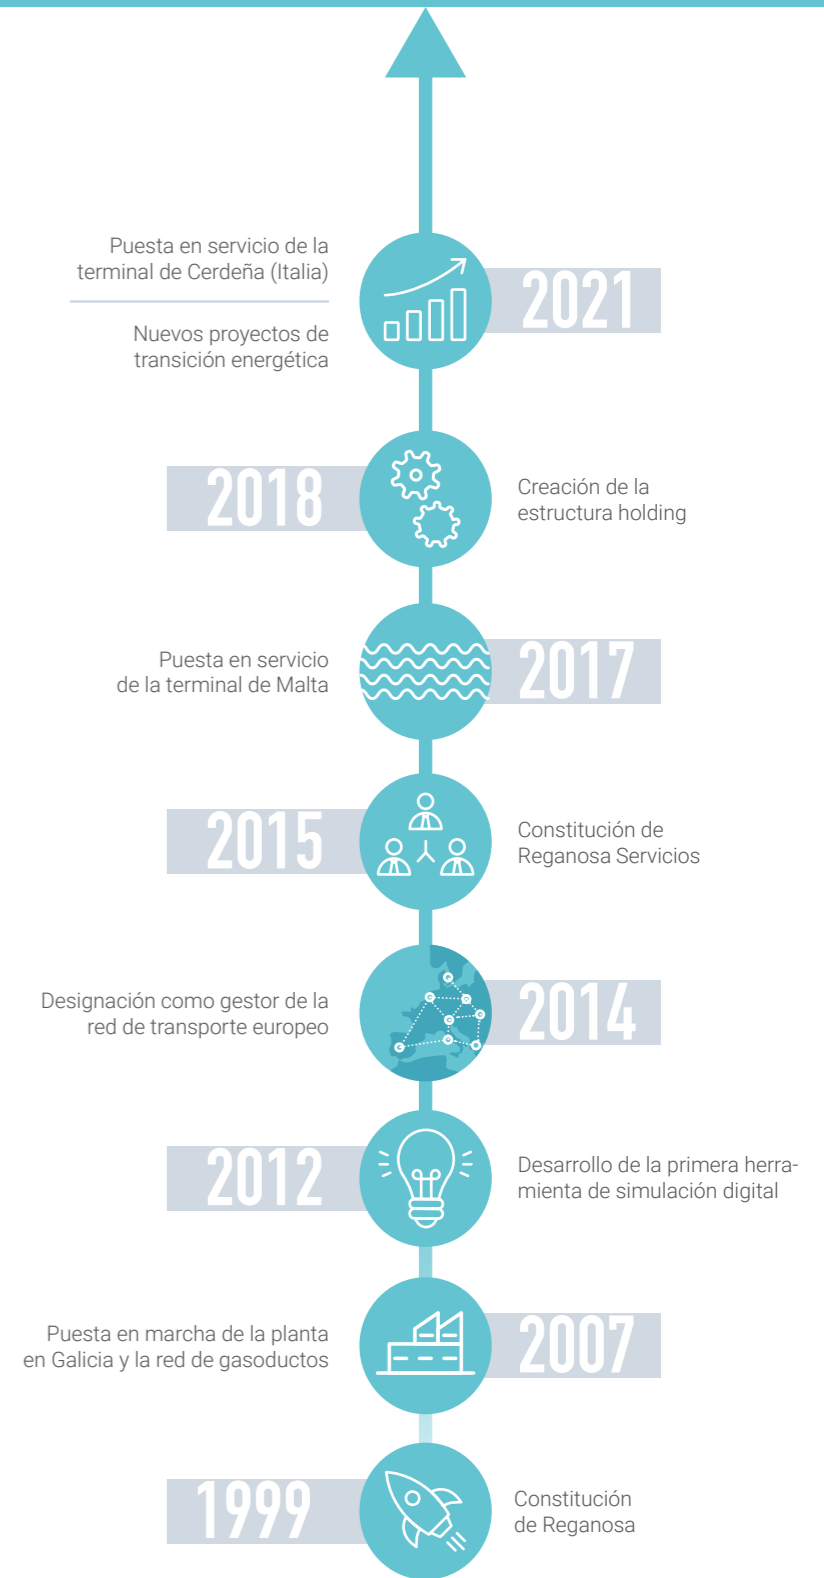 Puesta en servicio de la
terminal de Cerdeña (Italia)
Nuevos proyectos de
transición energética
2021
2018
Creación de la
estructura holding
Puesta en servicio
de la terminal de Malta
2017
2015
Constitución de
Reganosa Servicios
Designación como gestor de la
red de transporte europeo
2014
2012
Desarrollo de la primera herra-
mienta de simulación digital
Puesta en marcha de la planta
en Galicia y la red de gasoductos
2007
1999
Constitución
de Reganosa